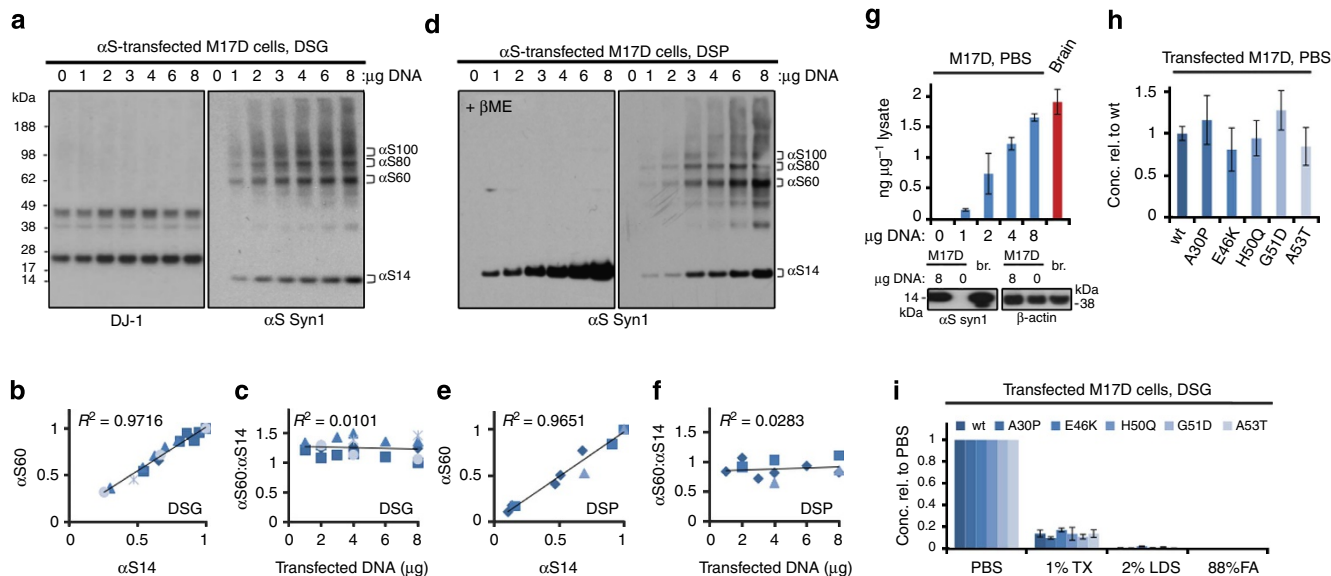 a
αS-transfected M17D cells, DSG
0 1 2 3 4 6 8 0 1 2 3 4 6 8 :μg DNA
kDa
188
98
62
49
38
28
17
14
αS100
αS80
αS60
αS14
DJ-1
αS Syn1
d
αS-transfected M17D cells, DSP
0 1 2 3 4 6 8 0 1 2 3 4 6 8 :μg DNA
+ βME
αS100
αS80
αS60
αS14
αS Syn1
g
M17D, PBS
Brain
ng μg⁻¹ lysate
2
1.5
1
0.5
0
μg DNA: 0 1 2 4 8
M17D br. M17D br.
μg DNA: 8 0 8 0
14
kDa
kDa
38
αS syn1
β-actin
h
Transfected M17D, PBS
Conc. rel. to wt
1.5
1
0.5
0
wt A30P E46K H50Q G51D A53T
b
R² = 0.9716
αS60
1
0.5
0
DSG
0 0.5 1
αS14
c
R² = 0.0101
αS60:αS14
1.5
1
0.5
0
DSG
0 2 4 6 8
Transfected DNA (μg)
e
R² = 0.9651
αS60
1
0.5
0
DSP
0 0.5 1
αS14
f
R² = 0.0283
αS60:αS14
1.5
1
0.5
0
DSP
0 2 4 6 8
Transfected DNA (μg)
i
Transfected M17D cells, DSG
wt A30P E46K H50Q G51D A53T
Conc. rel. to PBS
1
0.8
0.6
0.4
0.2
0
PBS 1% TX 2% LDS 88%FA